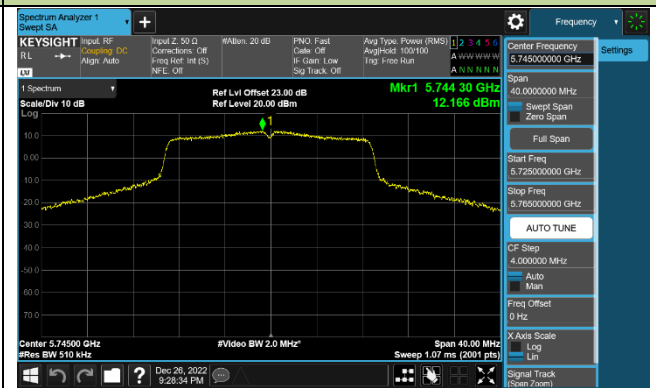 Spectrum Analyzer 1
Swept SA
+
Frequency
KEYSIGHT
RL
LXI
Input: RF
Coupling: DC
Align: Auto
Input Z: 50 Ω
Corrections: Off
Freq Ref: Int (S)
NFE: Off
#Atten: 20 dB
PNO: Fast
Gate: Off
IF Gain: Low
Sig Track: Off
Avg Type: Power (RMS)
Avg|Hold: 100/100
Trig: Free Run
1 2 3 4 5 6
A W W W W W
A N N N N N
1 Spectrum
Scale/Div 10 dB
Log
Ref Lvl Offset 23.00 dB
Ref Level 20.00 dBm
Mkr1 5.744 30 GHz
12.166 dBm
1
10.0
0.00
10.0
20.0
30.0
40.0
-50.0
60.0
70.0
Center 5.74500 GHz
#Res BW 510 kHz
#Video BW 2.0 MHz*
Span 40.00 MHz
Sweep 1.07 ms (2001 pts)
Center Frequency
5.745000000 GHz
Settings
Span
40.0000000 MHz
Swept Span
Zero Span
Full Span
Start Freq
5.725000000 GHz
Stop Freq
5.765000000 GHz
AUTO TUNE
CF Step
4.000000 MHz
Auto
Man
Freq Offset
0 Hz
X Axis Scale
Log
Lin
Signal Track
(Span Zoom)
?
Dec 26, 2022
9:28:34 PM